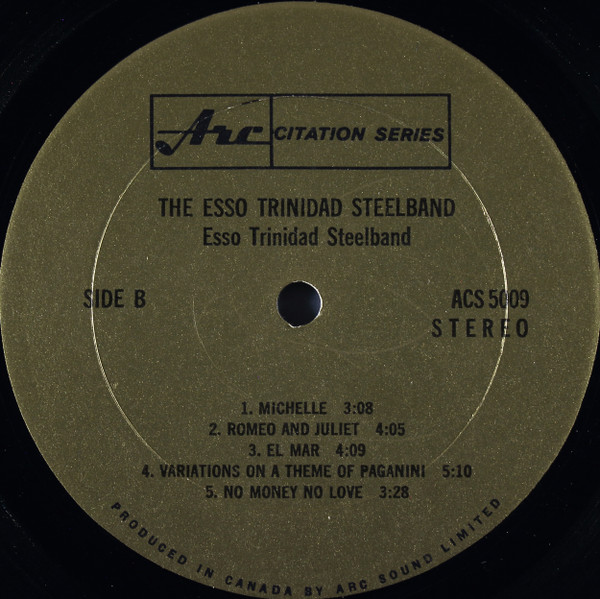 Arc CITATION SERIES
THE ESSO TRINIDAD STEELBAND
Esso Trinidad Steelband
SIDE B
ACS 5009
STEREO
1. MICHELLE 3:08
2. ROMEO AND JULIET 4:05
3. EL MAR 4:09
4. VARIATIONS ON A THEME OF PAGANINI 5:10
5. NO MONEY NO LOVE 3:28
PRODUCED IN CANADA BY ARC SOUND LIMITED